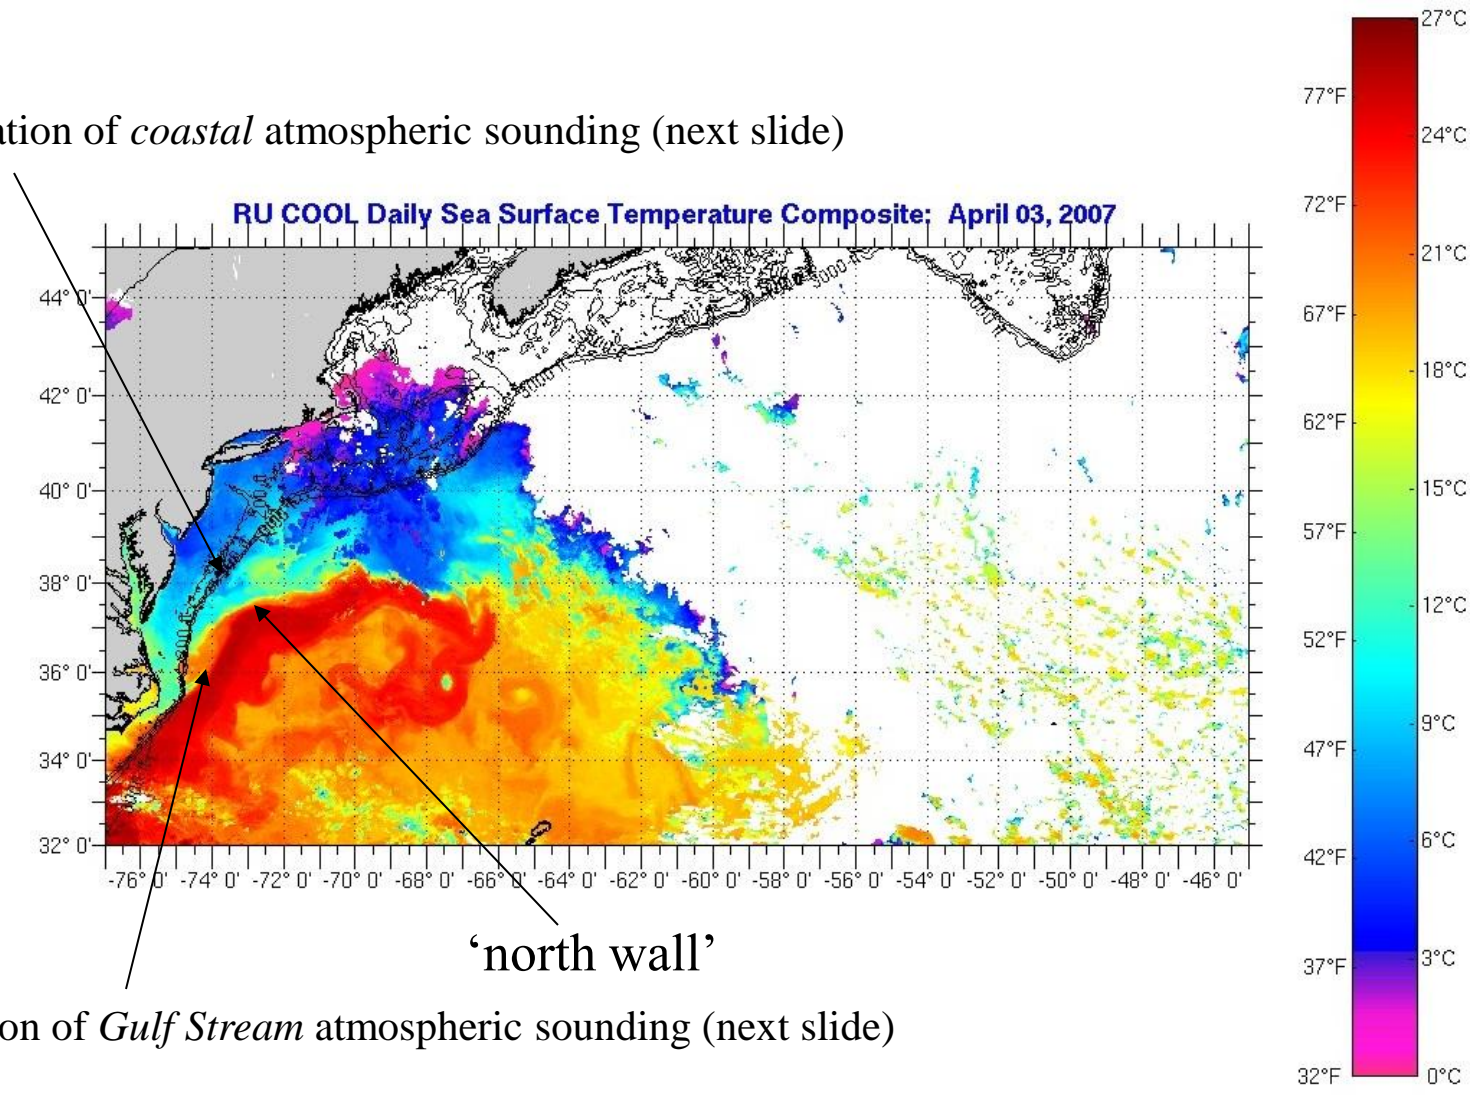 ation of coastal atmospheric sounding (next slide)
RU COOL Daily Sea Surface Temperature Composite: April 03, 2007
44° 0'
42° 0'
40° 0'
38° 0'
36° 0'
34° 0'
32° 0'
-76° 0' -74° 0' -72° 0' -70° 0' -68° 0' -66° 0' -64° 0' -62° 0' -60° 0' -58° 0' -56° 0' -54° 0' -52° 0' -50° 0' -48° 0' -46° 0'
‘north wall’
on of Gulf Stream atmospheric sounding (next slide)
27°C
77°F
24°C
72°F
21°C
67°F
18°C
62°F
15°C
57°F
12°C
52°F
9°C
47°F
6°C
42°F
3°C
37°F
32°F 0°C